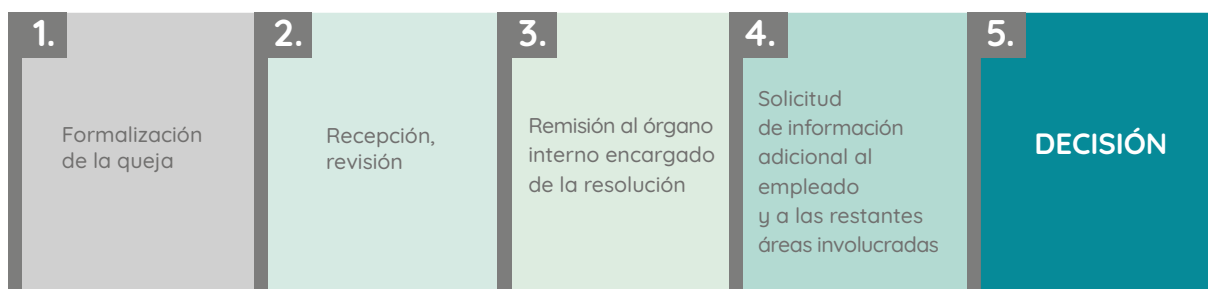 1.
Formalización
de la queja
2.
Recepción,
revisión
3.
Remisión al órgano
interno encargado
de la resolución
4.
Solicitud
de información
adicional al
empleado
y a las restantes
áreas involucradas
5.
DECISIÓN